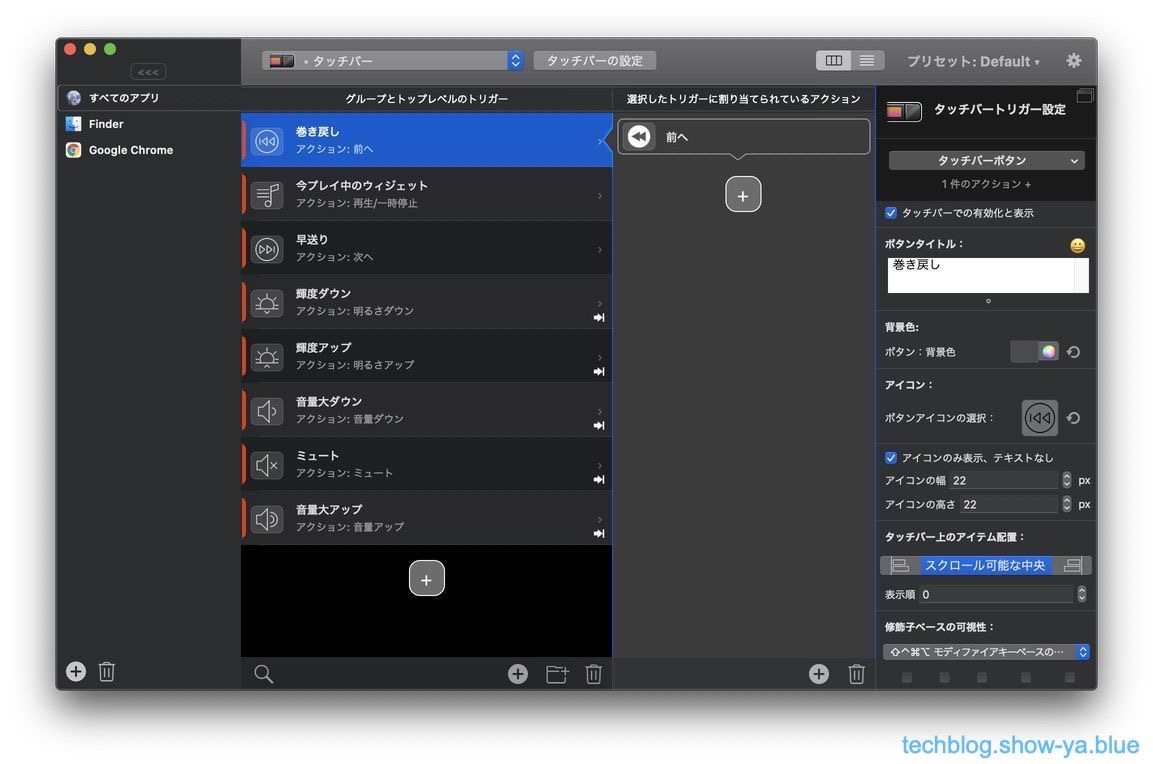 <<<
タッチバー
タッチバーの設定
プリセット: Default
すべてのアプリ
Finder
Google Chrome
グループとトップレベルのトリガー
巻き戻し
アクション: 前へ
今プレイ中のウィジェット
アクション: 再生/一時停止
早送り
アクション: 次へ
輝度ダウン
アクション: 明るさダウン
輝度アップ
アクション: 明るさアップ
音量大ダウン
アクション: 音量ダウン
ミュート
アクション: ミュート
音量大アップ
アクション: 音量アップ
選択したトリガーに割り当てられているアクション
前へ
タッチバートリガー設定
タッチバーボタン
1 件のアクション +
タッチバーでの有効化と表示
ボタンタイトル：
巻き戻し
背景色:
ボタン：背景色
アイコン：
ボタンアイコンの選択：
アイコンのみ表示、テキストなし
アイコンの幅 22 px
アイコンの高さ 22 px
タッチバー上のアイテム配置：
スクロール可能な中央
表示順 0
修飾子ベースの可視性：
⇧^⌘⌥ モディファイアキーベースの…
techblog.show-ya.blue